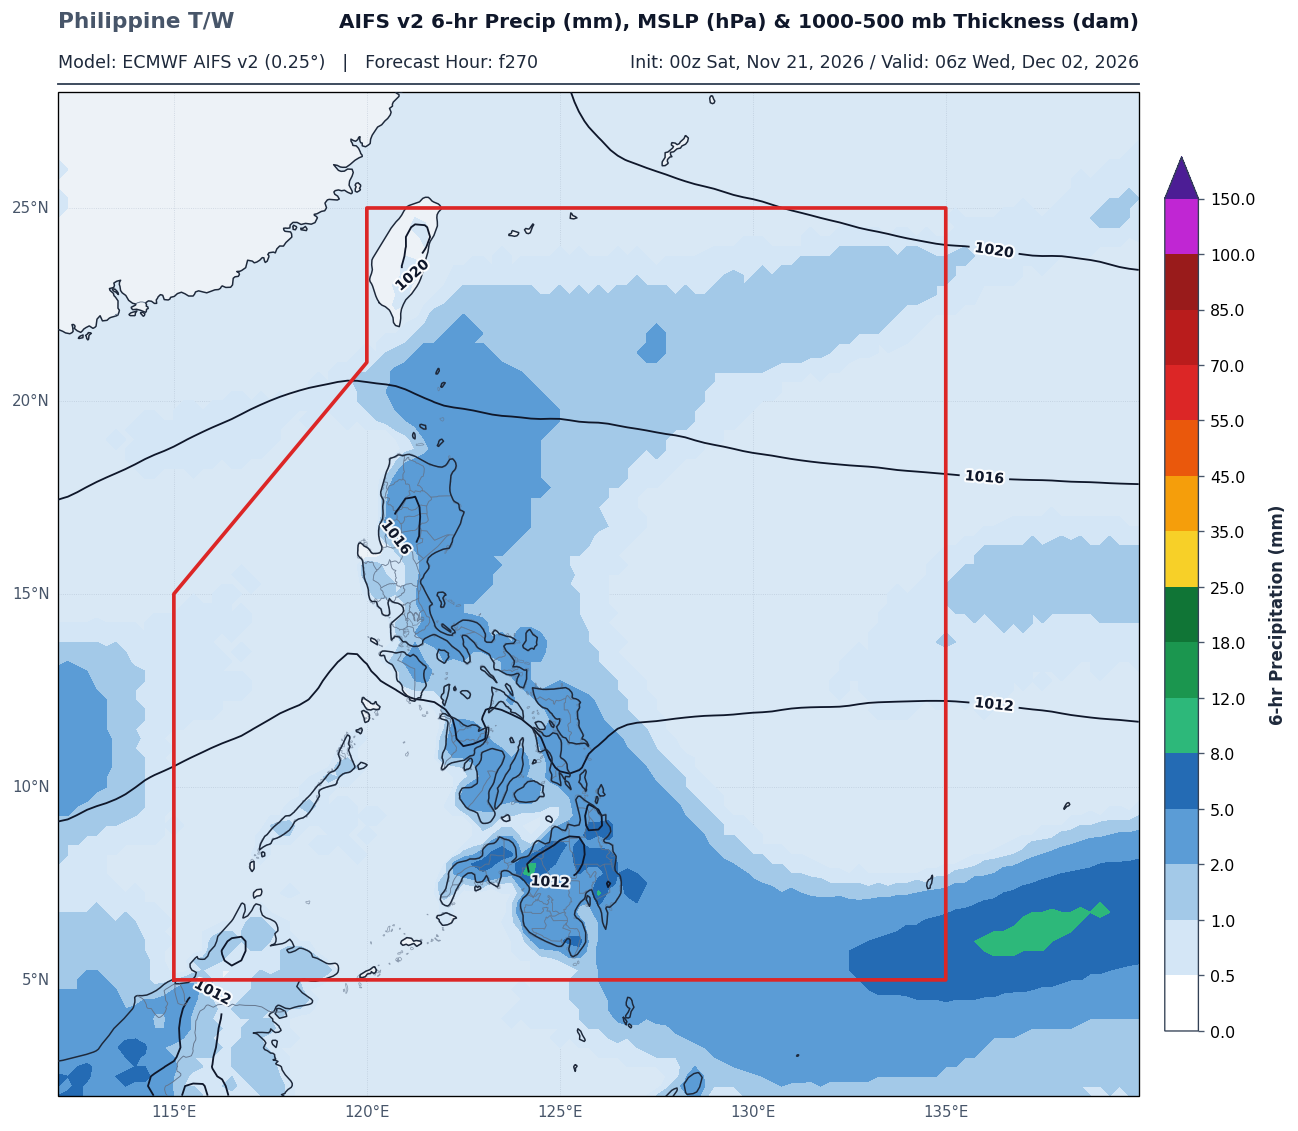 Philippine T/W
AIFS v2 6-hr Precip (mm), MSLP (hPa) & 1000-500 mb Thickness (dam)
Model: ECMWF AIFS v2 (0.25°) | Forecast Hour: f270
Init: 00z Sat, Nov 21, 2026 / Valid: 06z Wed, Dec 02, 2026
25°N
20°N
15°N
10°N
5°N
115°E
120°E
125°E
130°E
135°E
1020
1020
1016
1016
1012
1012
1012
150.0
100.0
85.0
70.0
55.0
45.0
35.0
25.0
18.0
12.0
8.0
5.0
2.0
1.0
0.5
0.0
6-hr Precipitation (mm)